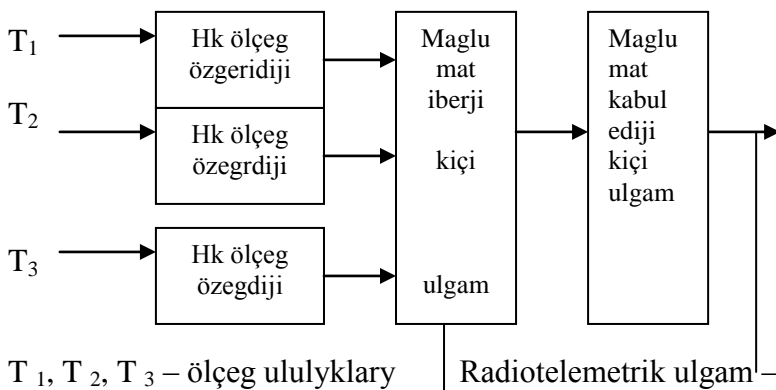 T1
Hk ölçeg
özgeridiji
T2
Hk ölçeg
özegrdiji
T3
Hk ölçeg
özegdiji
Maglu
mat
iberji
kiçi
ulgam
Maglu
mat
kabul
ediji
kiçi
ulgam
T 1, T 2, T 3 – ölçeg ululyklary
Radiotelemetrik ulgam –